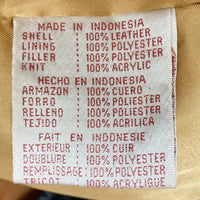 MADE IN INDONESIA
SHELL : 100% LEATHER
LINING : 100% POLYESTER
FILLER : 100% POLYESTER
KNIT : 100% ACRYLIC
HECHO EN INDONESIA
ARMAZON : 100% CUERO
FORRO : 100% POLIESTER
RELLENO : 100% POLIESTER
TEJIDO : 100% ACRILICA
FAIT EN INDONESIE
EXTERIEUR : 100% CUIR
DOUBLURE : 100% POLYESTER
REMPLISSAGE : 100% POLYESTER
TRICOT : 100% ACRYLIQUE